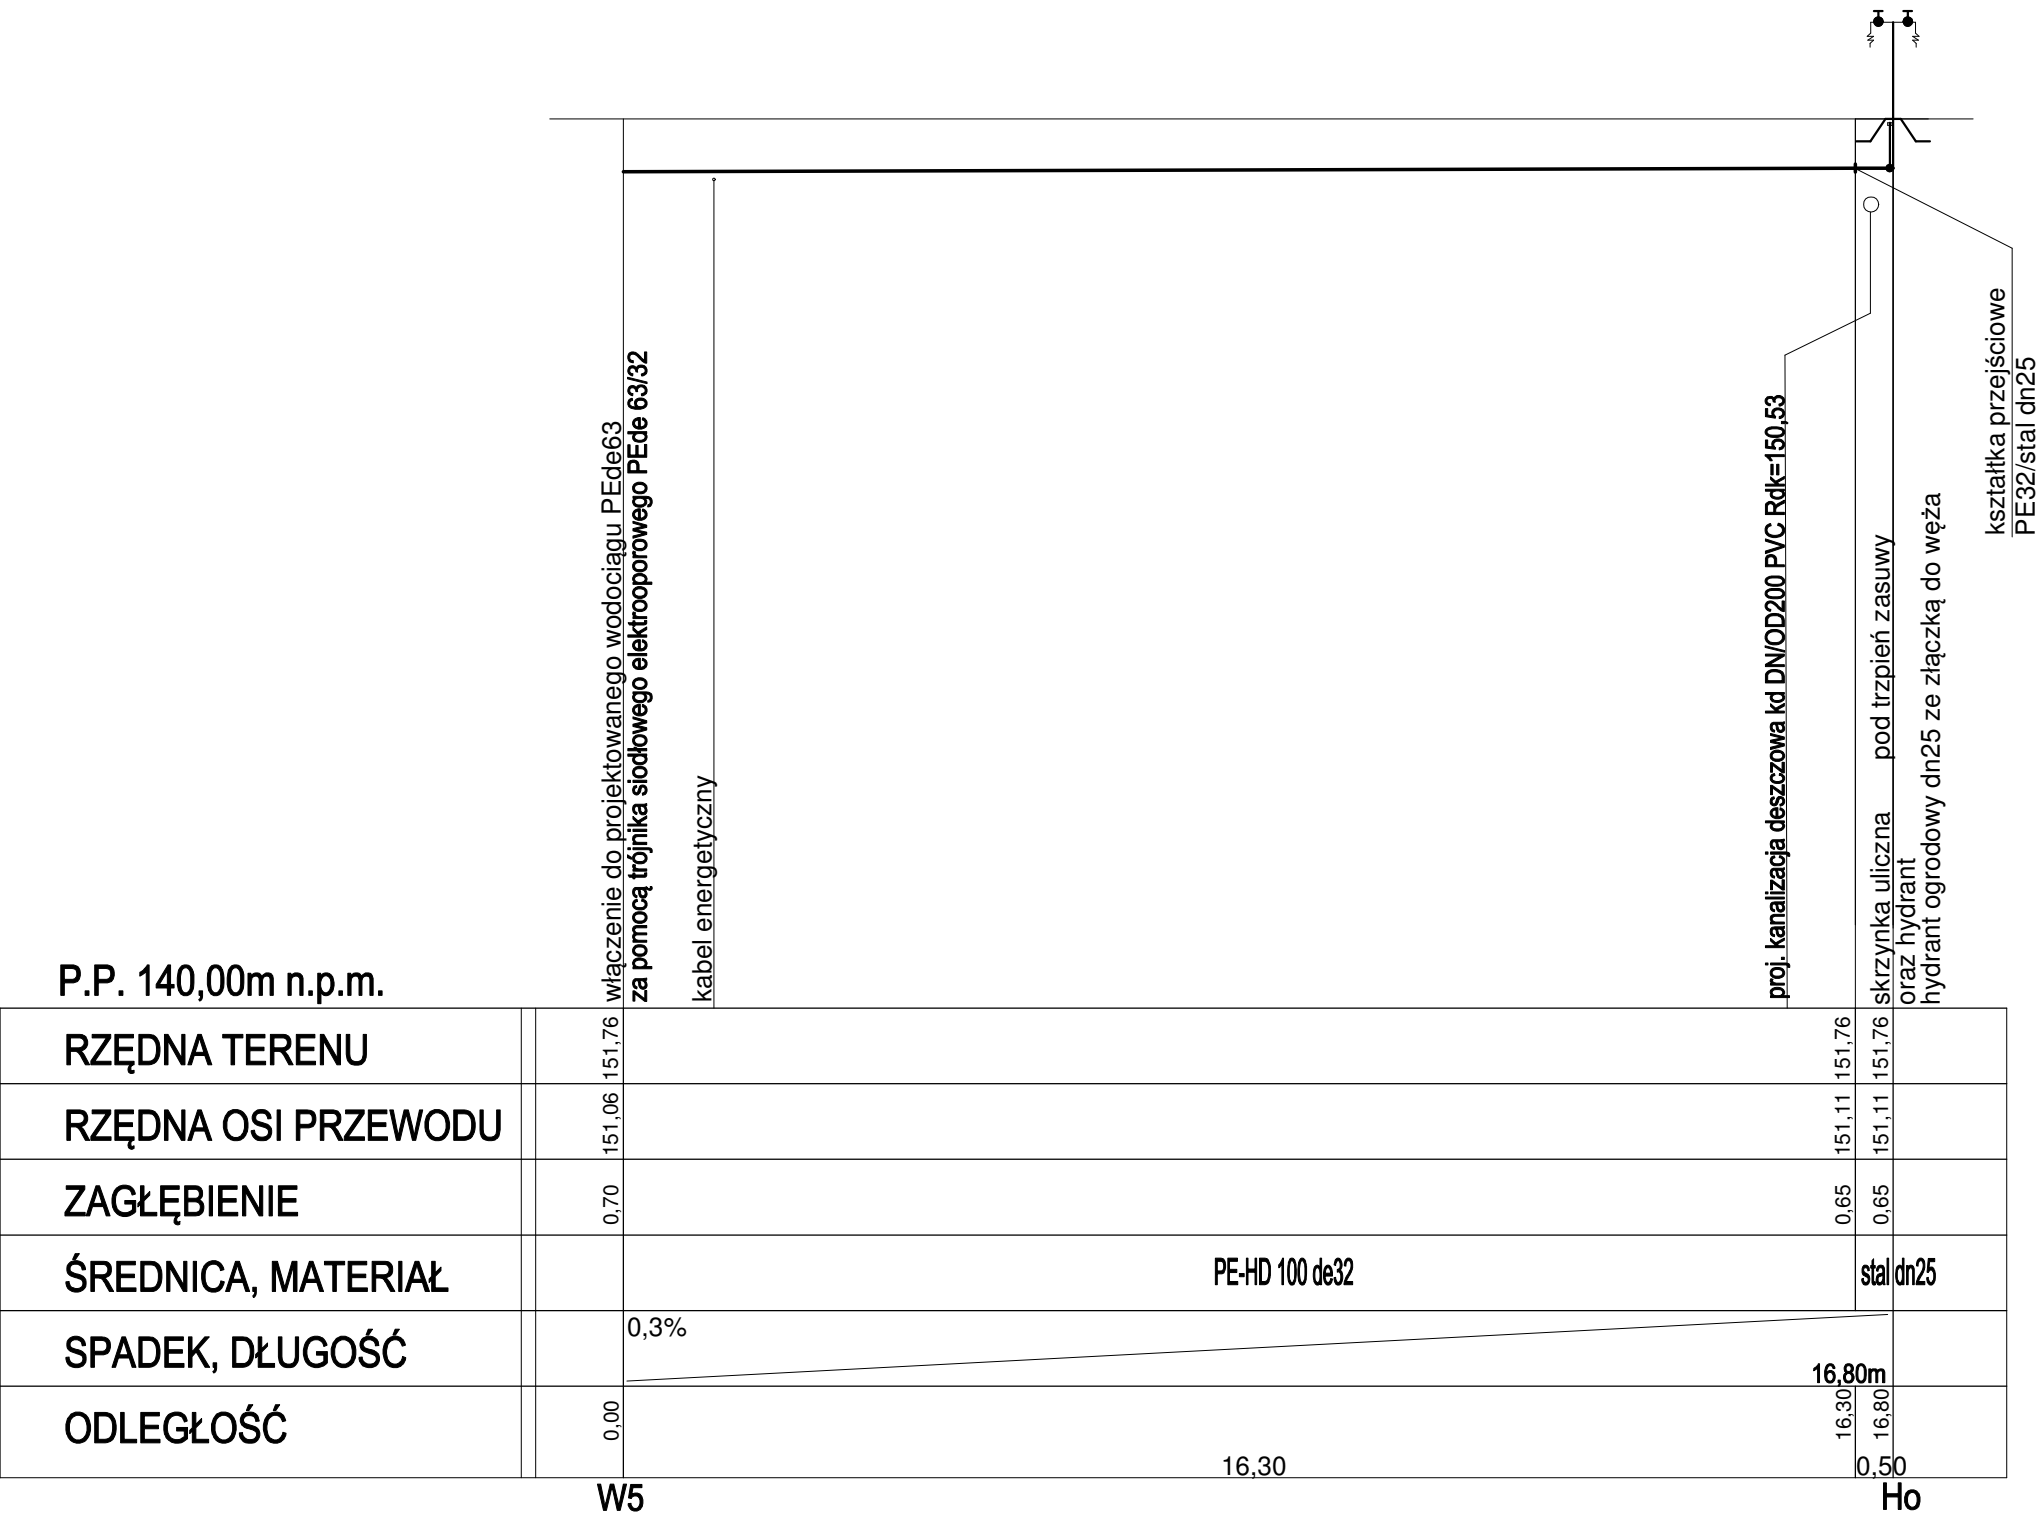 włączenie do projektowanego wodociągu PEde63
za pomocą trójnika siodłowego elektrooporowego PEde 63/32
kabel energetyczny
proj. kanalizacja deszczowa kd DN/OD200 PVC Rdk=150,53
skrzynka uliczna pod trzpień zasuwy
oraz hydrant
hydrant ogrodowy dn25 ze złączką do węża
kształtka przejściowe
PE32/stal dn25
P.P. 140,00m n.p.m.
RZĘDNA TERENU 151,76 151,76 151,76
RZĘDNA OSI PRZEWODU 151,06 151,11 151,11
ZAGŁĘBIENIE 0,70 0,65 0,65
ŚREDNICA, MATERIAŁ PE-HD 100 de32 stal dn25
SPADEK, DŁUGOŚĆ 0,3% 16,80m
ODLEGŁOŚĆ 0,00 16,30 16,80
16,30 0,50
W5 Ho